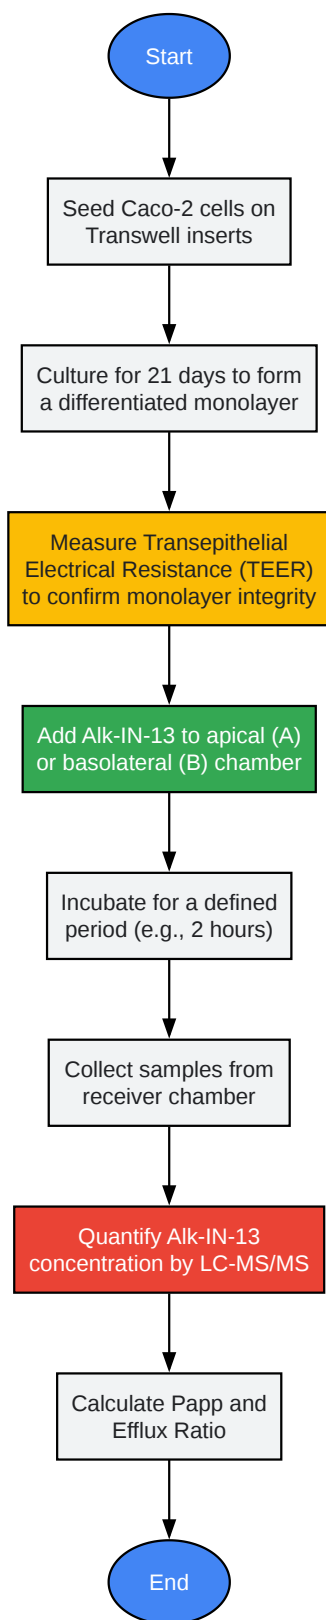 Start
Seed Caco-2 cells on
Transwell inserts
Culture for 21 days to form
a differentiated monolayer
Measure Transepithelial
Electrical Resistance (TEER)
to confirm monolayer integrity
Add Alk-IN-13 to apical (A)
or basolateral (B) chamber
Incubate for a defined
period (e.g., 2 hours)
Collect samples from
receiver chamber
Quantify Alk-IN-13
concentration by LC-MS/MS
Calculate Papp and
Efflux Ratio
End